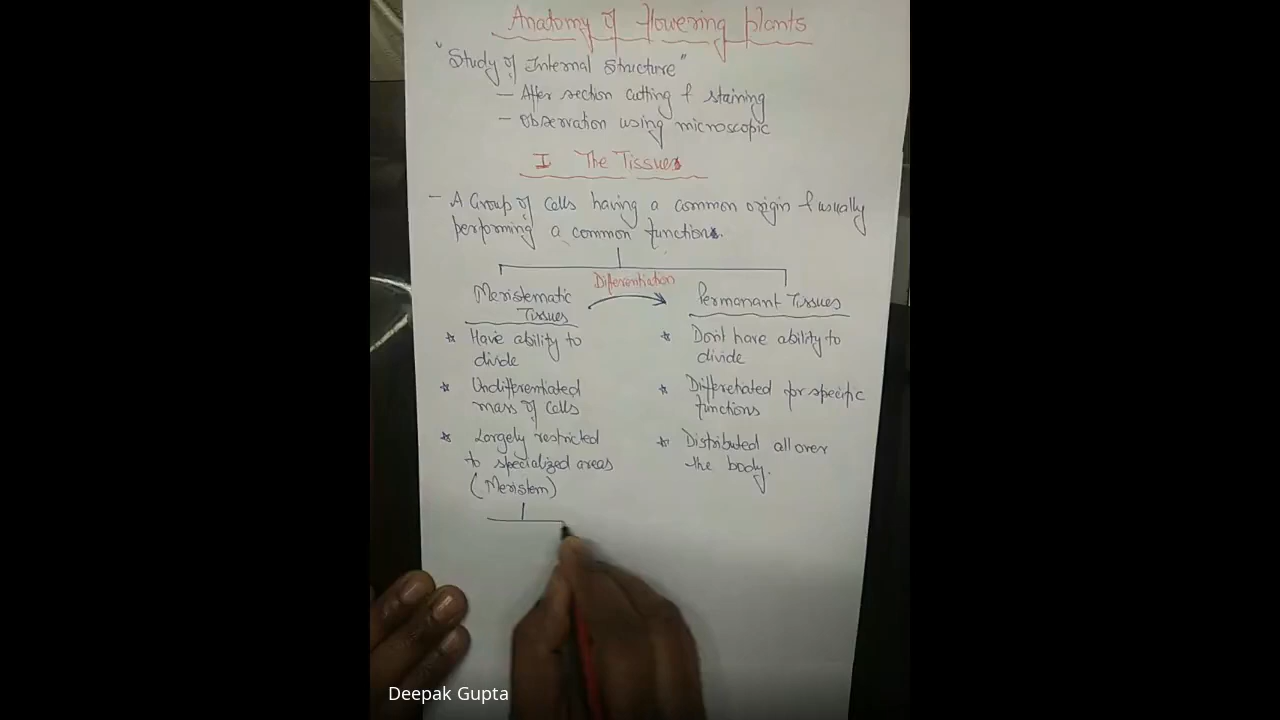 Anatomy of flowering plants
"Study of Internal Structure"
— After section cutting & staining
— Observation using microscopic
I The Tissues
— A Group of Cells having a common origin & usually
performing a common function.
Differentiation
Meristematic
Tissues
* Have ability to
divide
* Undifferentiated
mass of Cells
* Largely restricted
to specialized areas
(Meristem)
Permanant Tissues
* Don't have ability to
divide
* Differetiated for specific
functions
* Distributed all over
the body.
Deepak Gupta